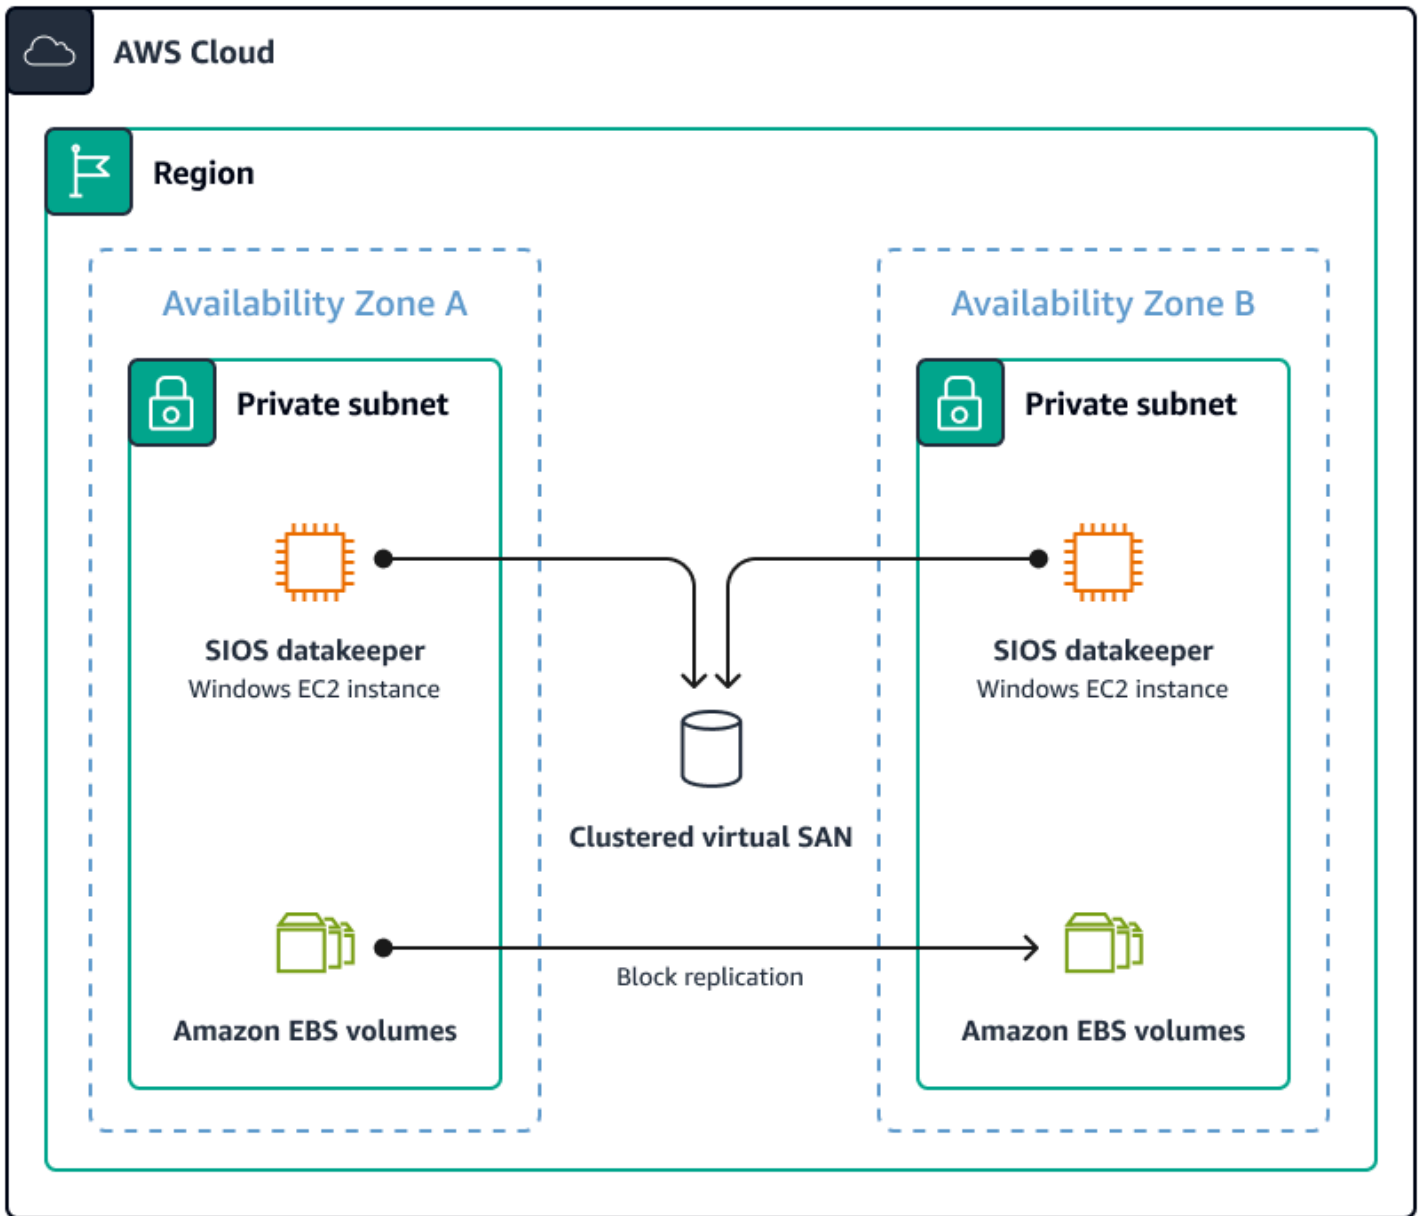 AWS Cloud
Region
Availability Zone A
Private subnet
SIOS datakeeper
Windows EC2 instance
Amazon EBS volumes
Clustered virtual SAN
Block replication
Availability Zone B
Private subnet
SIOS datakeeper
Windows EC2 instance
Amazon EBS volumes